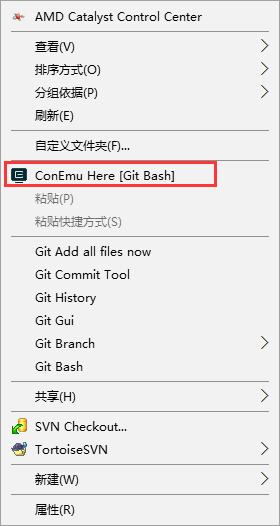 AMD Catalyst Control Center
查看(V)
排序方式(O)
分组依据(P)
刷新(E)
自定义文件夹(F)...
ConEmu Here [Git Bash]
粘贴(P)
粘贴快捷方式(S)
Git Add all files now
Git Commit Tool
Git History
Git Gui
Git Branch
Git Bash
共享(H)
SVN Checkout...
TortoiseSVN
新建(W)
属性(R)